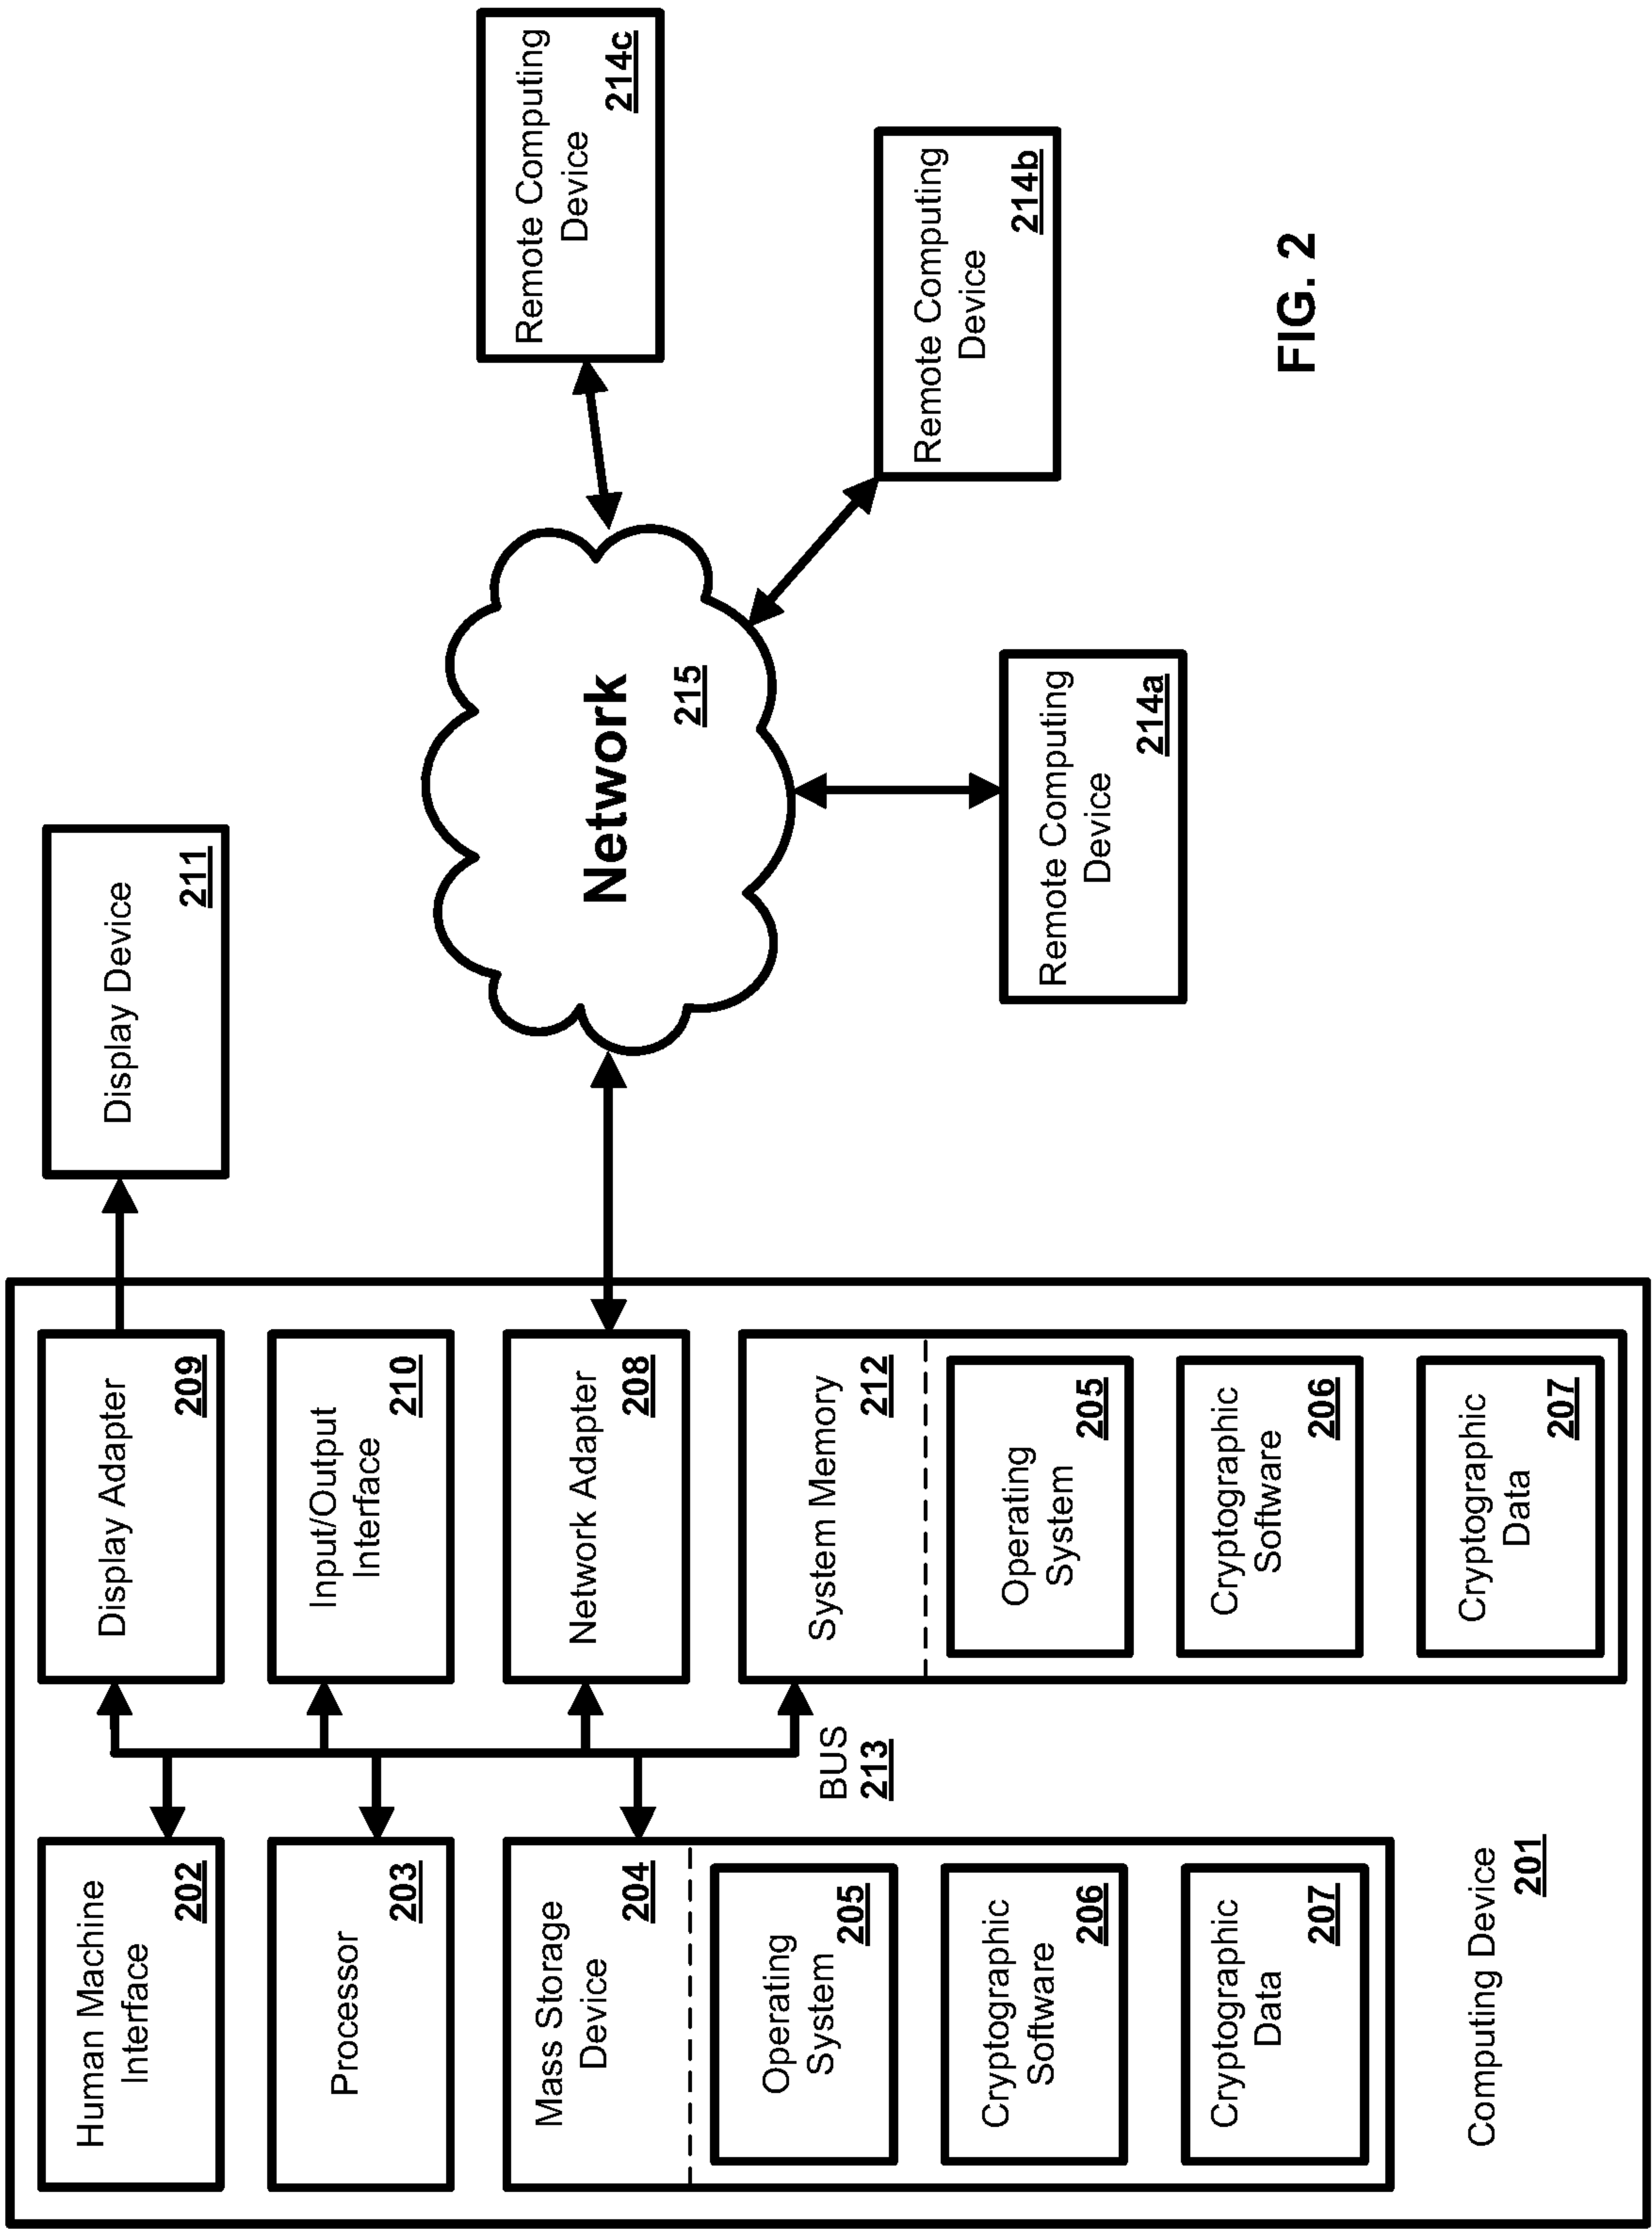 Human Machine
Interface
202
Processor
203
Mass Storage
Device
204
Operating
System
205
Cryptographic
Software
206
Cryptographic
Data
207
Computing Device
201
BUS
213
Display Adapter
209
Input/Output
Interface
210
Network Adapter
208
System Memory
212
Operating
System
205
Cryptographic
Software
206
Cryptographic
Data
207
Display Device
211
Network
215
Remote Computing
Device
214a
Remote Computing
Device
214b
Remote Computing
Device
214c
FIG. 2